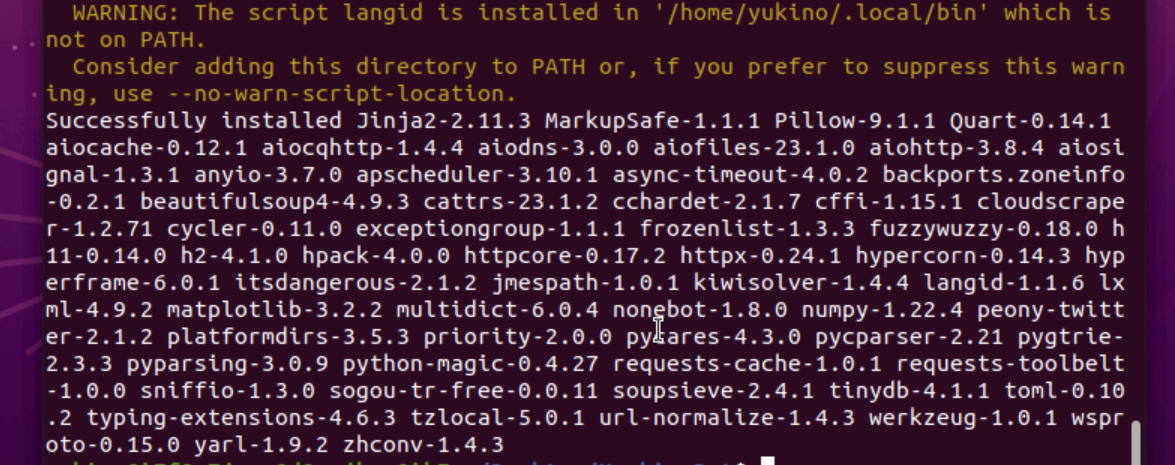 WARNING: The script langid is installed in '/home/yukino/.local/bin' which is
not on PATH.
Consider adding this directory to PATH or, if you prefer to suppress this warn
ing, use --no-warn-script-location.
Successfully installed Jinja2-2.11.3 MarkupSafe-1.1.1 Pillow-9.1.1 Quart-0.14.1
aiocache-0.12.1 aiocqhttp-1.4.4 aiodns-3.0.0 aiofiles-23.1.0 aiohttp-3.8.4 aiosi
gnal-1.3.1 anyio-3.7.0 apscheduler-3.10.1 async-timeout-4.0.2 backports.zoneinfo
-0.2.1 beautifulsoup4-4.9.3 cattrs-23.1.2 cchardet-2.1.7 cffi-1.15.1 cloudscrape
r-1.2.71 cycler-0.11.0 exceptiongroup-1.1.1 frozenlist-1.3.3 fuzzywuzzy-0.18.0 h
11-0.14.0 h2-4.1.0 hpack-4.0.0 httpcore-0.17.2 httpx-0.24.1 hypercorn-0.14.3 hyp
erframe-6.0.1 itsdangerous-2.1.2 jmespath-1.0.1 kiwisolver-1.4.4 langid-1.1.6 lx
ml-4.9.2 matplotlib-3.2.2 multidict-6.0.4 nonebot-1.8.0 numpy-1.22.4 peony-twitt
er-2.1.2 platformdirs-3.5.3 priority-2.0.0 pycares-4.3.0 pycparser-2.21 pygtrie-
2.3.3 pyparsing-3.0.9 python-magic-0.4.27 requests-cache-1.0.1 requests-toolbelt
-1.0.0 sniffio-1.3.0 sogou-tr-free-0.0.11 soupsieve-2.4.1 tinydb-4.1.1 toml-0.10
.2 typing-extensions-4.6.3 tzlocal-5.0.1 url-normalize-1.4.3 werkzeug-1.0.1 wspr
oto-0.15.0 yarl-1.9.2 zhconv-1.4.3